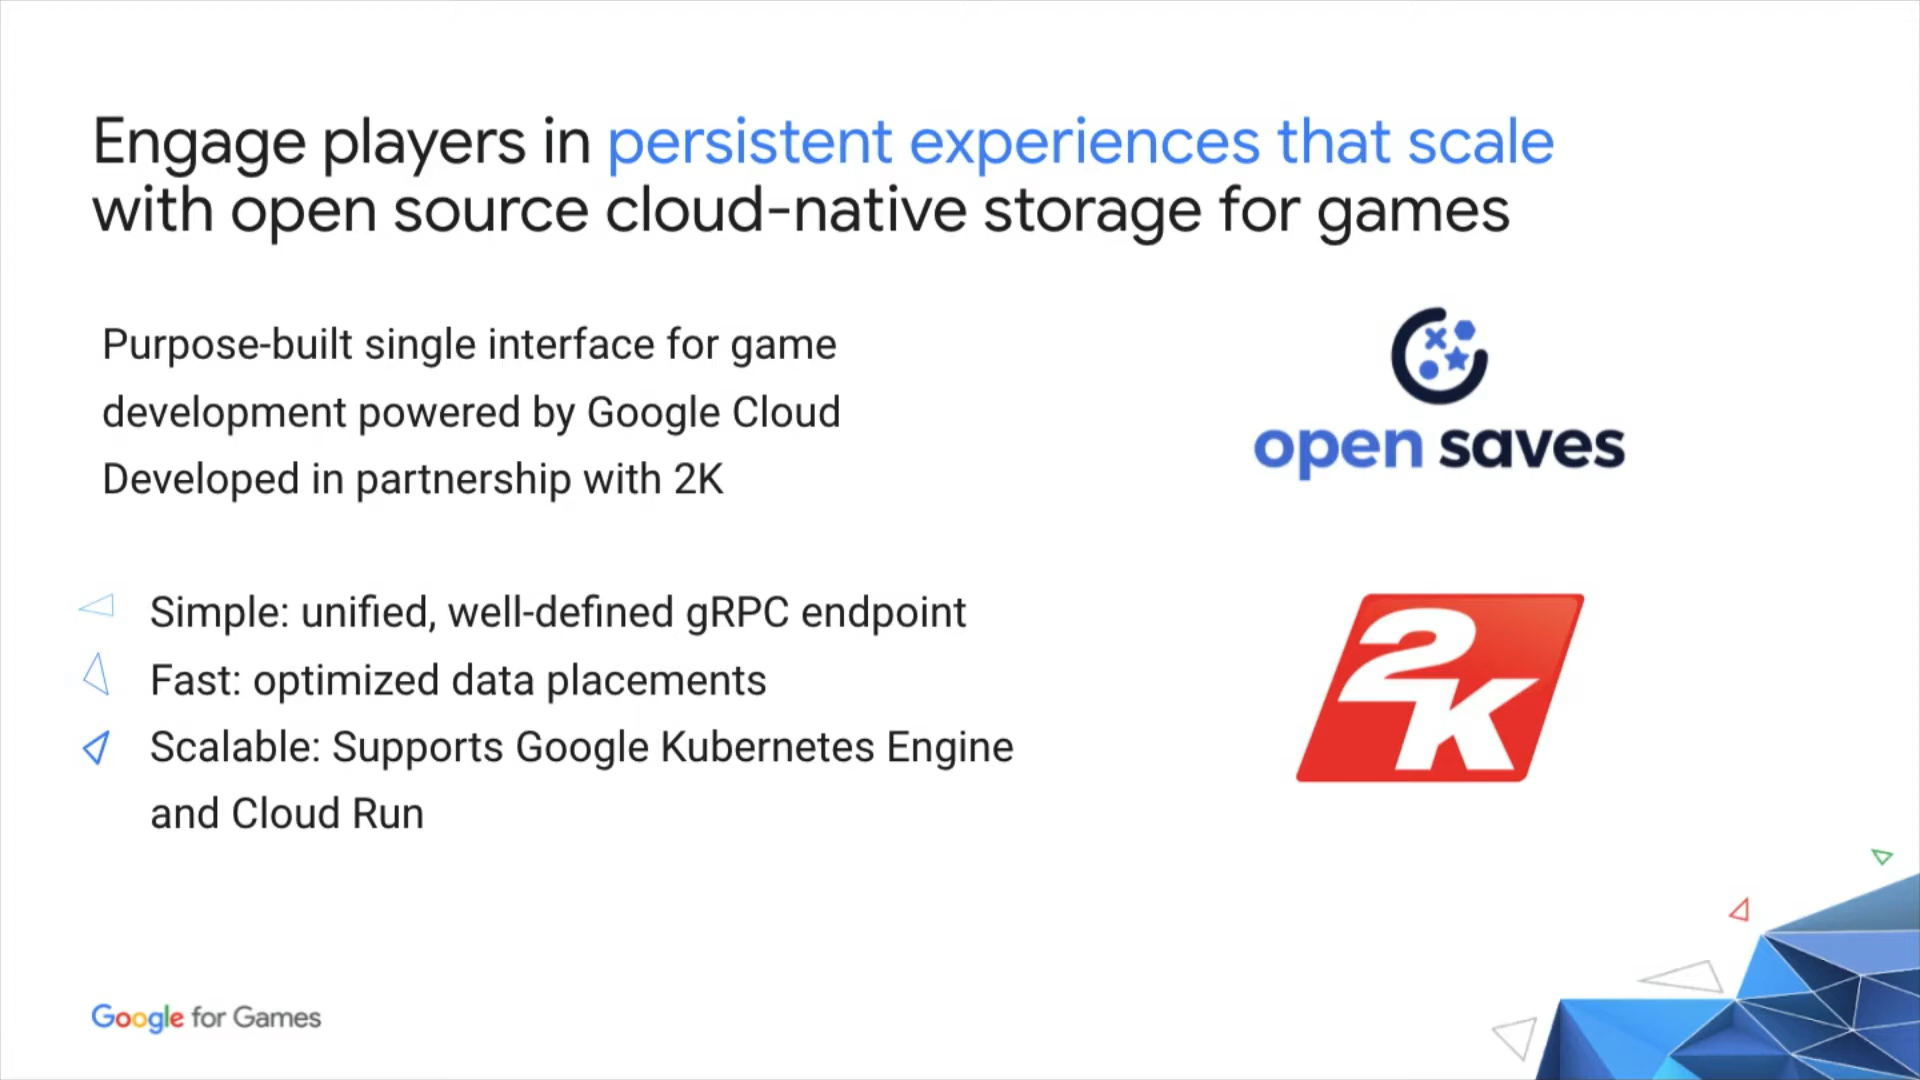 Engage players in persistent experiences that scale
with open source cloud-native storage for games
Purpose-built single interface for game
development powered by Google Cloud
Developed in partnership with 2K
open saves
Simple: unified, well-defined gRPC endpoint
Fast: optimized data placements
Scalable: Supports Google Kubernetes Engine
and Cloud Run
2K
Google for Games